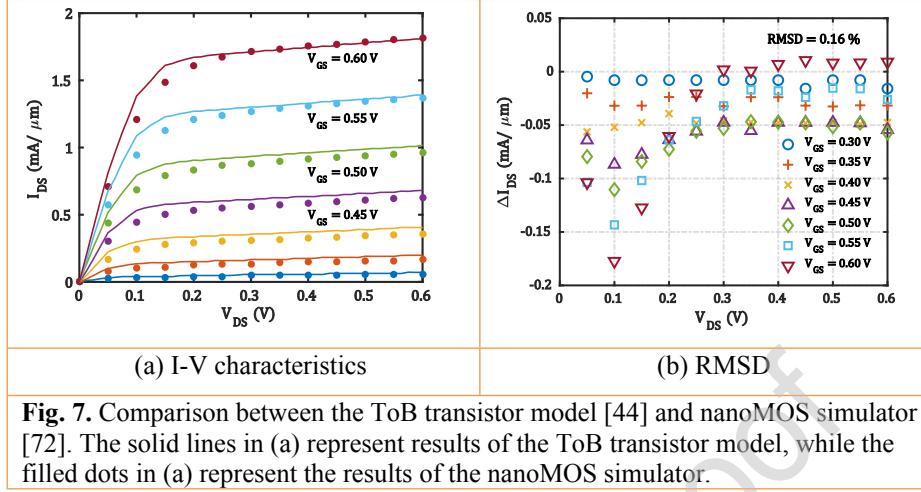 2
1.5
1
0.5
0
I_DS (mA/ μm)
V_GS = 0.60 V
V_GS = 0.55 V
V_GS = 0.50 V
V_GS = 0.45 V
0 0.1 0.2 0.3 0.4 0.5 0.6
V_DS (V)
0.05
0
-0.05
-0.1
-0.15
-0.2
ΔI_DS (mA/ μm)
RMSD = 0.16 %
V_GS = 0.30 V
V_GS = 0.35 V
V_GS = 0.40 V
V_GS = 0.45 V
V_GS = 0.50 V
V_GS = 0.55 V
V_GS = 0.60 V
0 0.1 0.2 0.3 0.4 0.5 0.6
V_DS (V)
(a) I-V characteristics
(b) RMSD
Fig. 7. Comparison between the ToB transistor model [44] and nanoMOS simulator
[72]. The solid lines in (a) represent results of the ToB transistor model, while the
filled dots in (a) represent the results of the nanoMOS simulator.